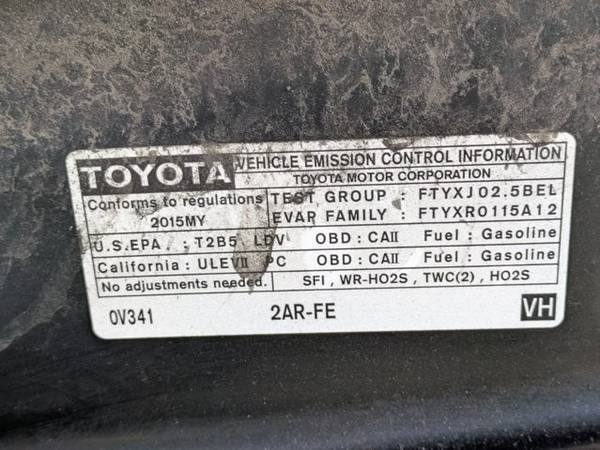 TOYOTA VEHICLE EMISSION CONTROL INFORMATION
TOYOTA MOTOR CORPORATION
Conforms to regulations TEST GROUP : FTYXJ02.5BEL
2015MY EVAP. FAMILY : FTYXR0115A12
U.S.EPA : T2B5 LDV OBD : CAII Fuel : Gasoline
California : ULEVII PC OBD : CAII Fuel : Gasoline
No adjustments needed. SFI , WR-HO2S , TWC(2) , HO2S
0V341 2AR-FE VH